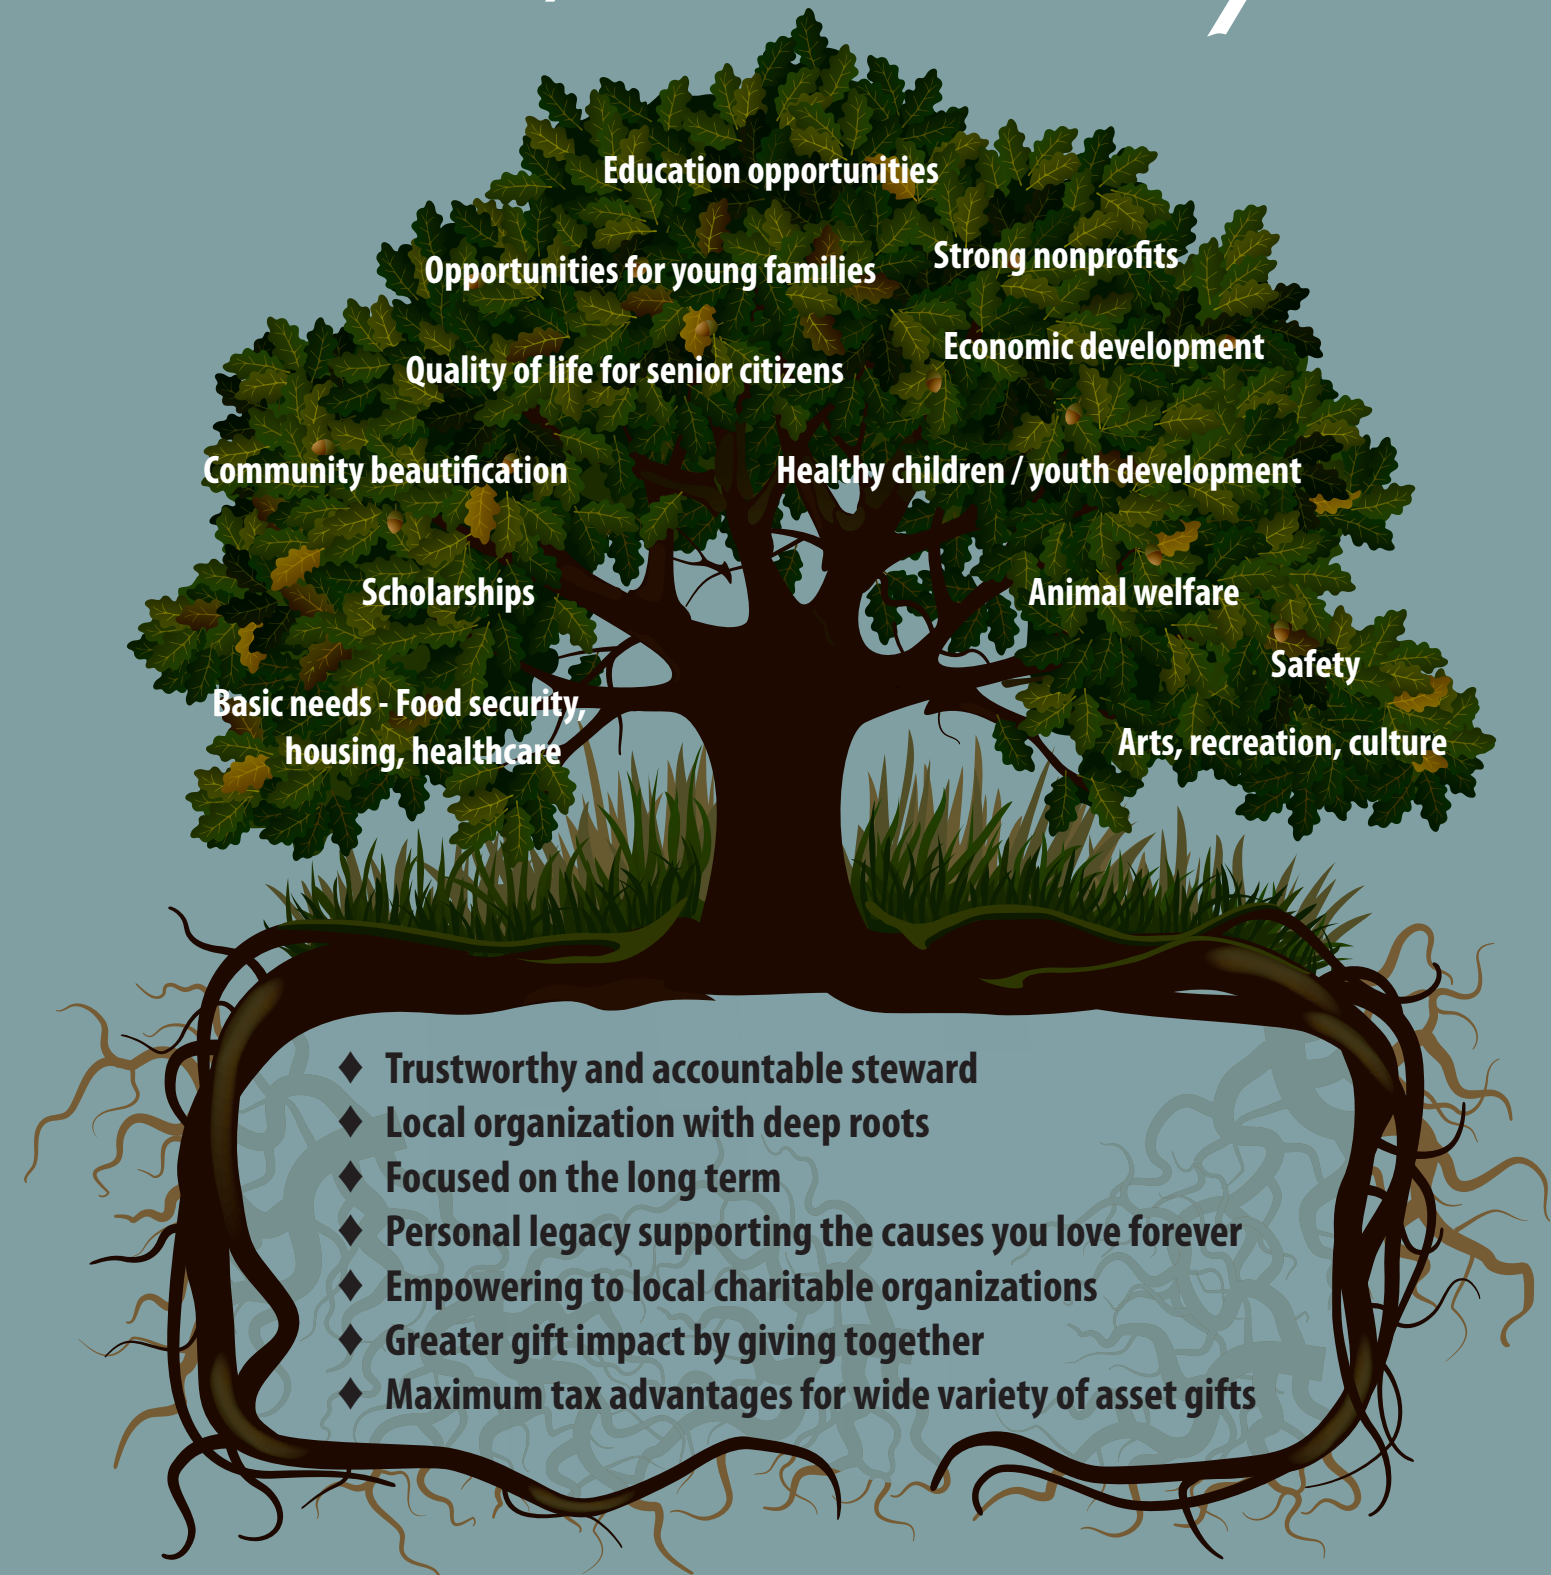 Education opportunities
Strong nonprofits
Opportunities for young families
Economic development
Quality of life for senior citizens
Community beautification
Healthy children / youth development
Scholarships
Animal welfare
Safety
Basic needs - Food security,
housing, healthcare
Arts, recreation, culture
♦ Trustworthy and accountable steward
♦ Local organization with deep roots
♦ Focused on the long term
♦ Personal legacy supporting the causes you love forever
♦ Empowering to local charitable organizations
♦ Greater gift impact by giving together
♦ Maximum tax advantages for wide variety of asset gifts